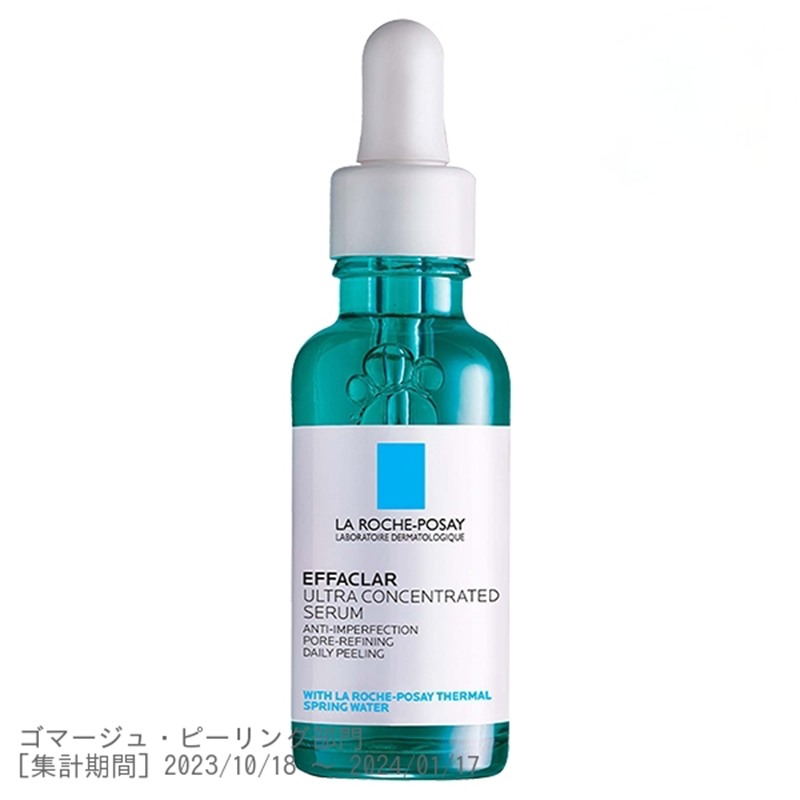 LA ROCHE-POSAY
LABORATOIRE DERMATOLOGIQUE
EFFACLAR
ULTRA CONCENTRATED
SERUM
ANTI-IMPERFECTION
PORE-REFINING
DAILY PEELING
WITH LA ROCHE-POSAY THERMAL
SPRING WATER
ゴマージュ・ピーリング部門
[集計期間] 2023/10/18 ～ 2024/01/17